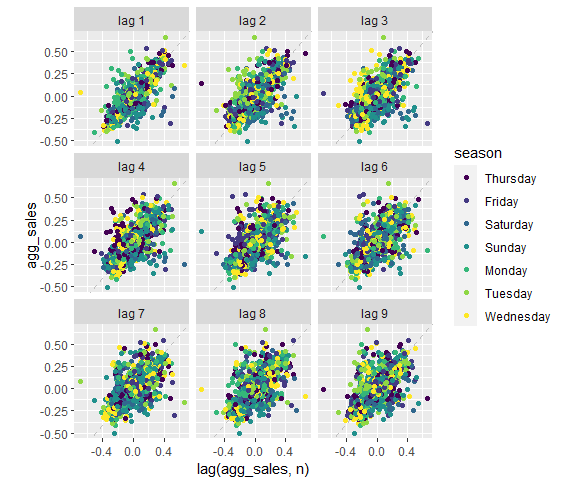 lag 1 lag 2 lag 3
0.50
0.25
0.00
-0.25
-0.50
lag 4 lag 5 lag 6
0.50
0.25
0.00
-0.25
-0.50
lag 7 lag 8 lag 9
0.50
0.25
0.00
-0.25
-0.50
-0.4 0.0 0.4 -0.4 0.0 0.4 -0.4 0.0 0.4
lag(agg_sales, n)
agg_sales
season
Thursday
Friday
Saturday
Sunday
Monday
Tuesday
Wednesday